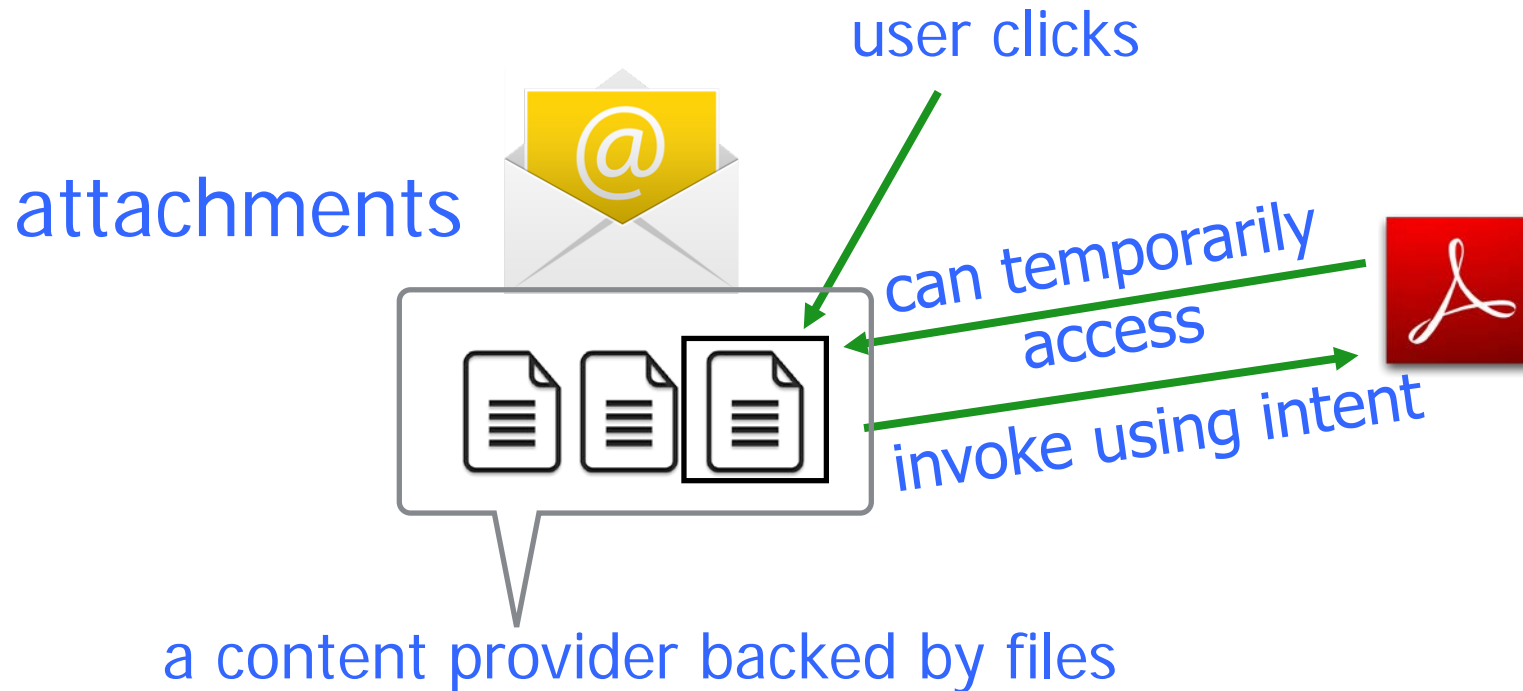 user clicks
@
attachments
can temporarily
access
invoke using intent
a content provider backed by files